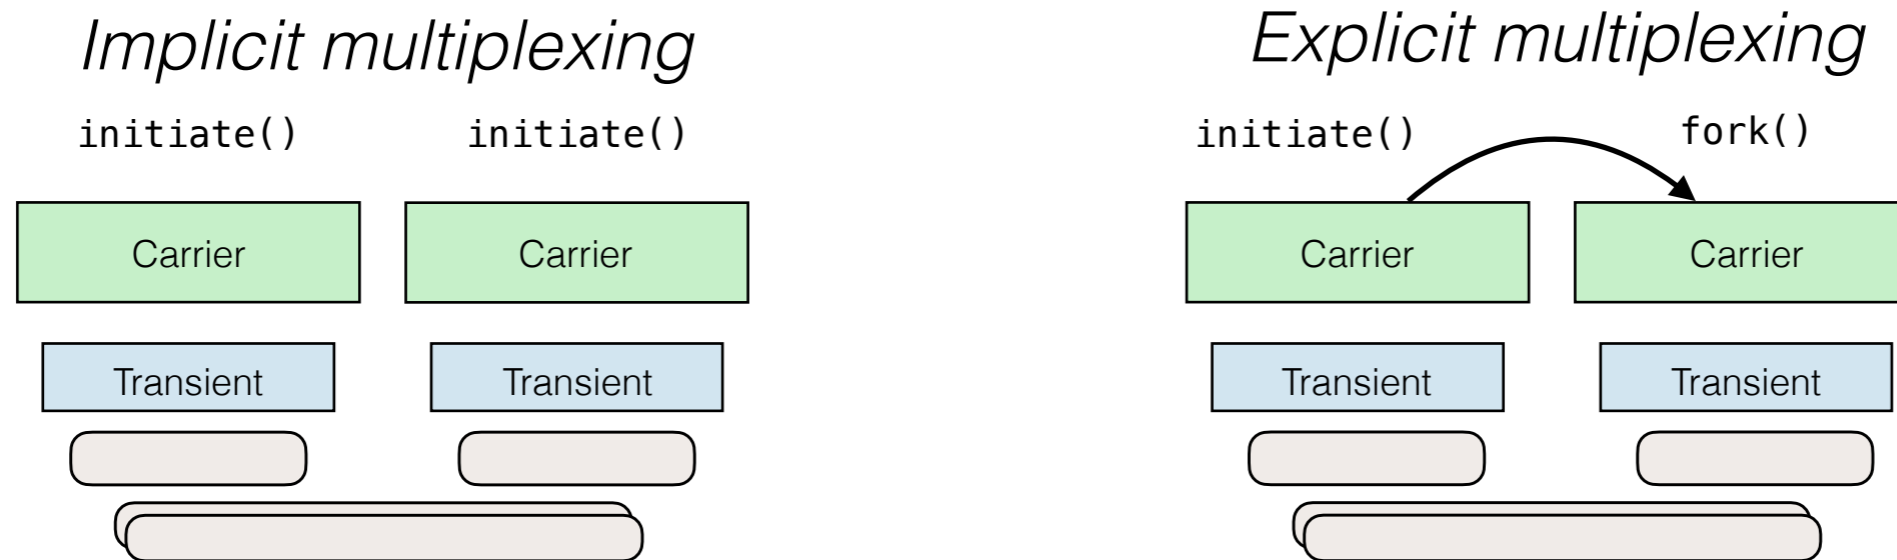 Implicit multiplexing
initiate() initiate()
Carrier Carrier
Transient Transient
Explicit multiplexing
initiate() fork()
Carrier Carrier
Transient Transient